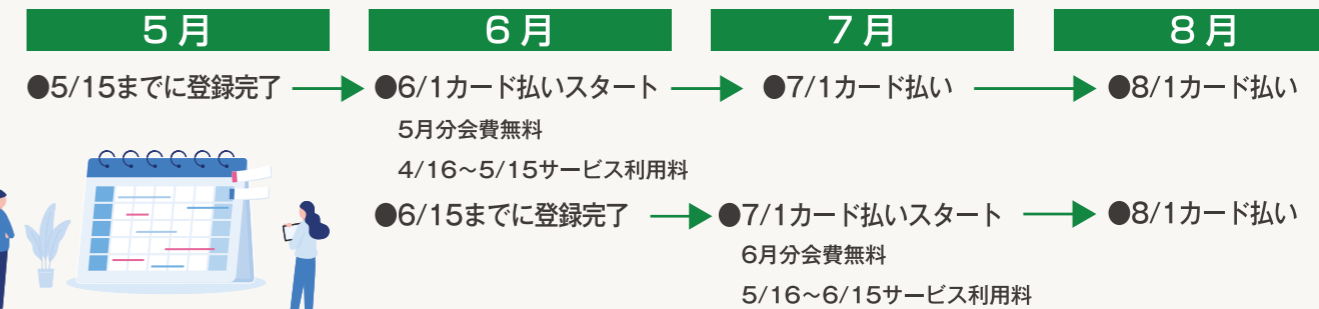 5月 6月 7月 8月
●5/15までに登録完了 ●6/1カード払いスタート ●7/1カード払い ●8/1カード払い
5月分会費無料
4/16〜5/15サービス利用料
●6/15までに登録完了 ●7/1カード払いスタート ●8/1カード払い
6月分会費無料
5/16〜6/15サービス利用料